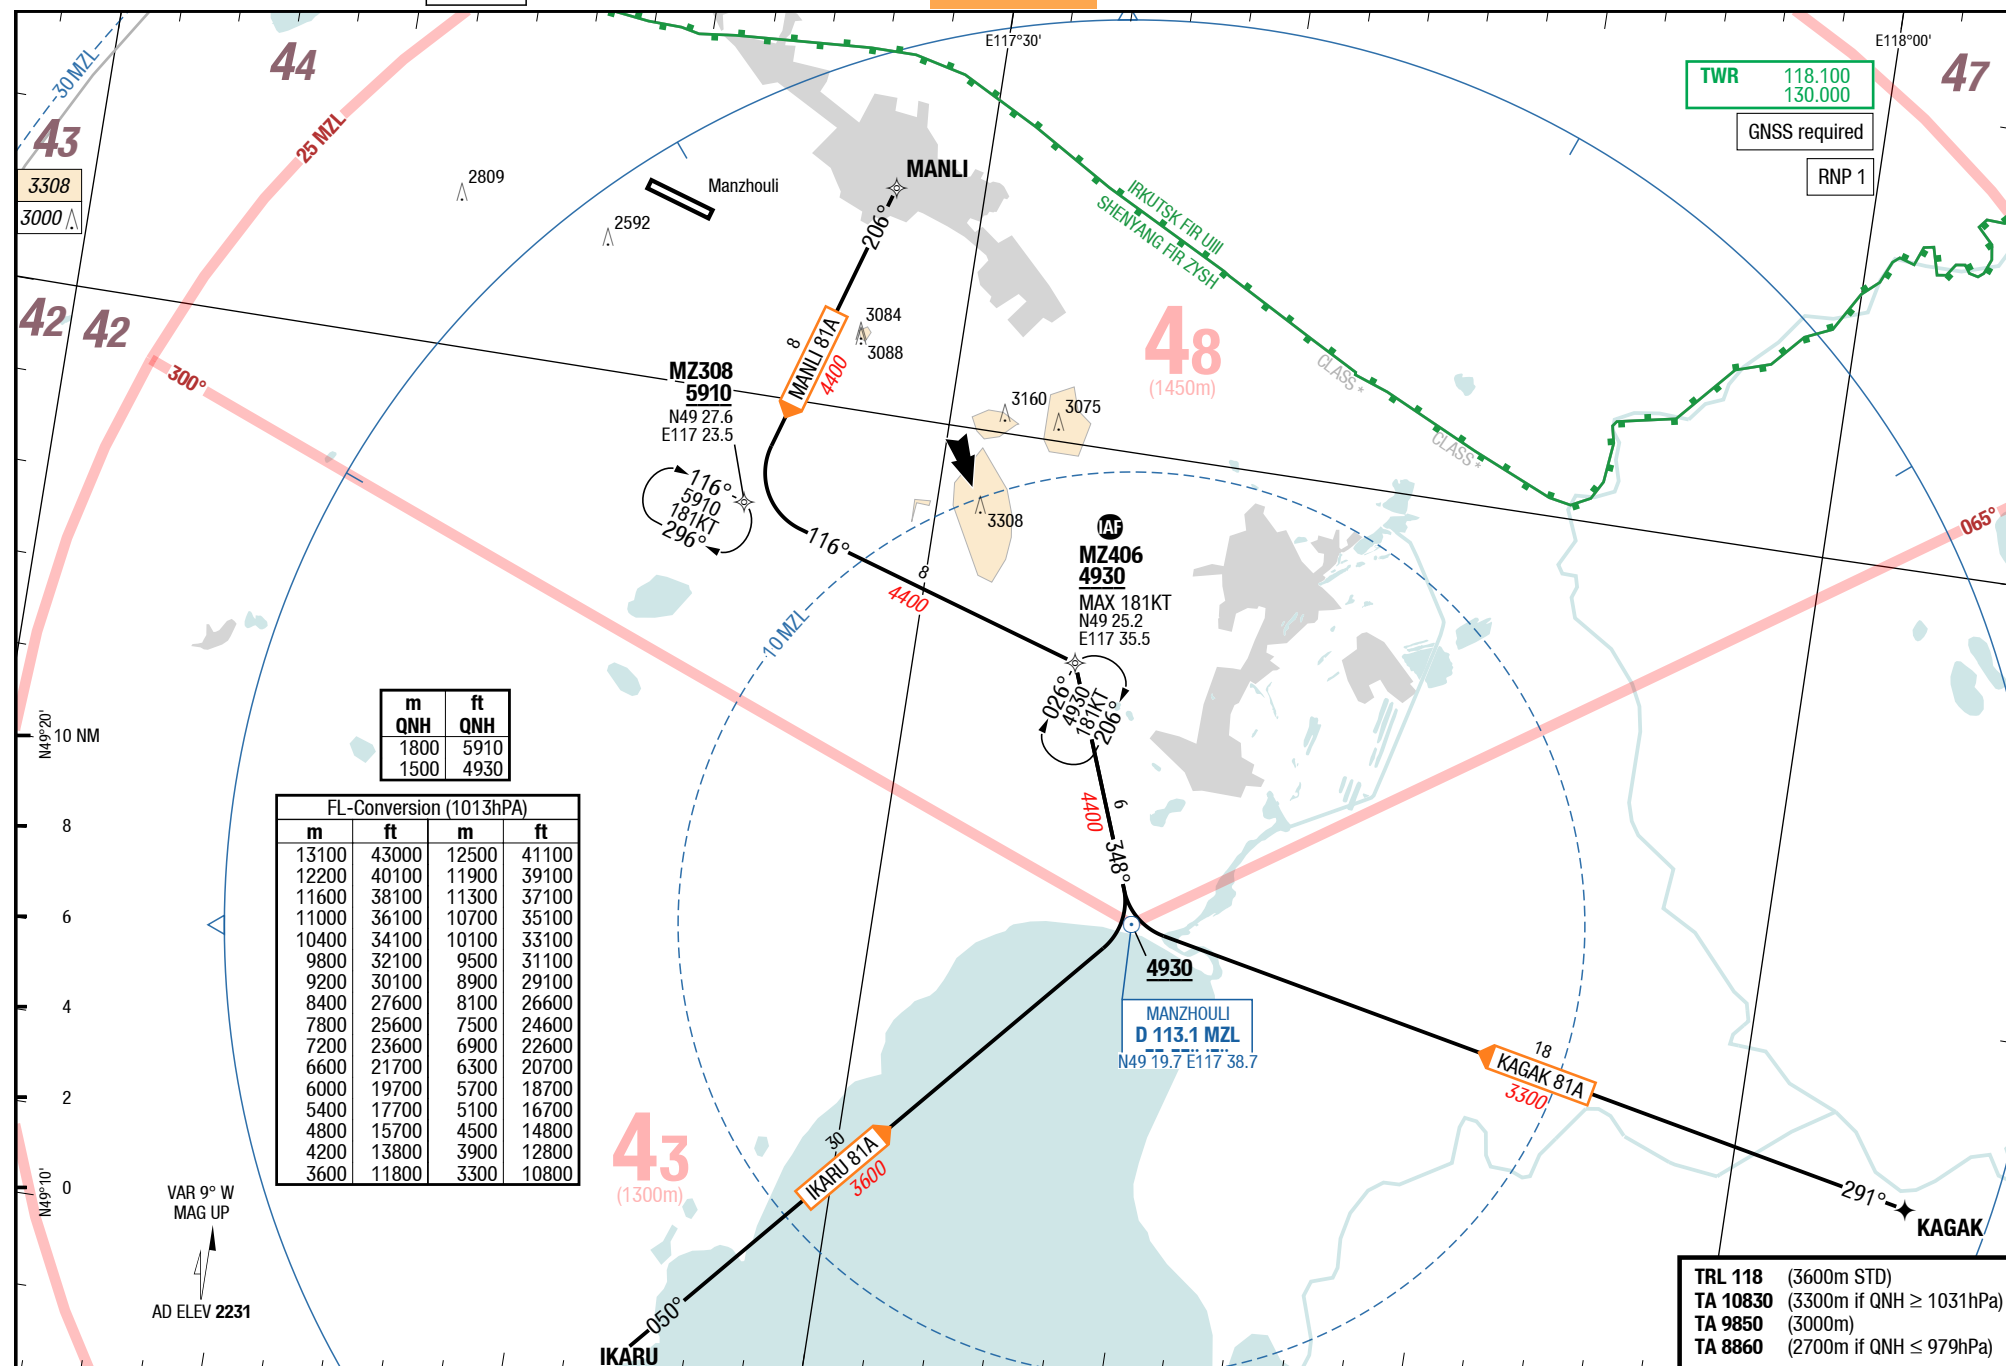 E117°30'
E118°00'
30 MZL
44
47
TWR 118.100
130.000
GNSS required
RNP 1
43
25 MZL
3308
3000
2809
2592
Manzhouli
MANLI
206°
IRKUTSK FIR UIII
SHENYANG FIR ZYSH
42
42
300°
8
MANLI 81A
4400
3084
3088
48
(1450m)
CLASS *
CLASS *
MZ308
5910
N49 27.6
E117 23.5
3160
3075
116°
5910
181KT
296°
3308
116°
8
4400
065°
IAF
MZ406
4930
MAX 181KT
N49 25.2
E117 35.5
10 MZL
026°
4930
181KT
206°
m ft
QNH QNH
1800 5910
1500 4930
N49°20'
10 NM
8
6
4
2
0
N49°10'
6
4400
348°
FL-Conversion (1013hPA)
m ft m ft
13100 43000 12500 41100
12200 40100 11900 39100
11600 38100 11300 37100
11000 36100 10700 35100
10400 34100 10100 33100
9800 32100 9500 31100
9200 30100 8900 29100
8400 27600 8100 26600
7800 25600 7500 24600
7200 23600 6900 22600
6600 21700 6300 20700
6000 19700 5700 18700
5400 17700 5100 16700
4800 15700 4500 14800
4200 13800 3900 12800
3600 11800 3300 10800
4930
MANZHOULI
D 113.1 MZL
N49 19.7 E117 38.7
18
KAGAK 81A
3300
43
(1300m)
30
IKARU 81A
3600
291°
KAGAK
VAR 9° W
MAG UP
AD ELEV 2231
050°
IKARU
TRL 118 (3600m STD)
TA 10830 (3300m if QNH ≥ 1031hPa)
TA 9850 (3000m)
TA 8860 (2700m if QNH ≤ 979hPa)